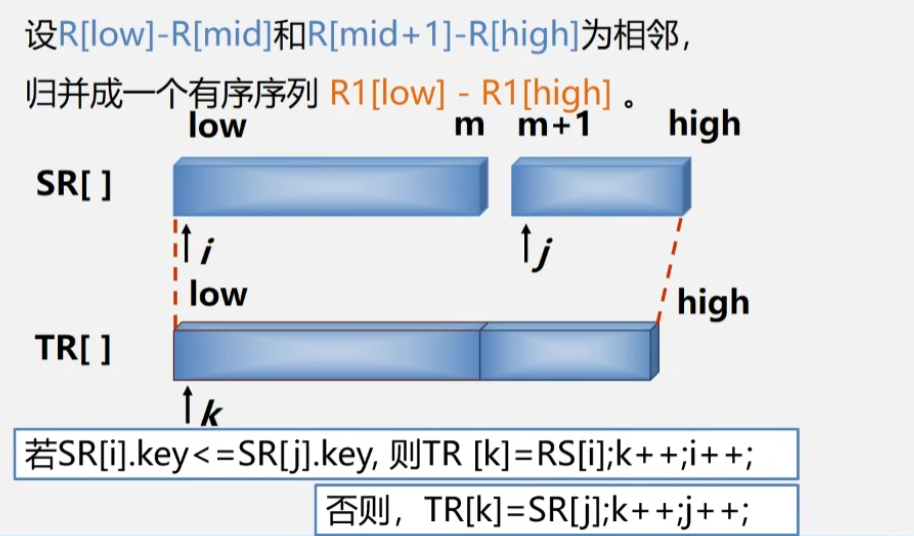 设R[low]-R[mid]和R[mid+1]-R[high]为相邻，
归并成一个有序序列 R1[low] - R1[high] 。
low m m+1 high
SR[ ]
i j
low high
TR[ ]
k
若SR[i].key<=SR[j].key, 则TR [k]=RS[i];k++;i++;
否则，TR[k]=SR[j];k++;j++;